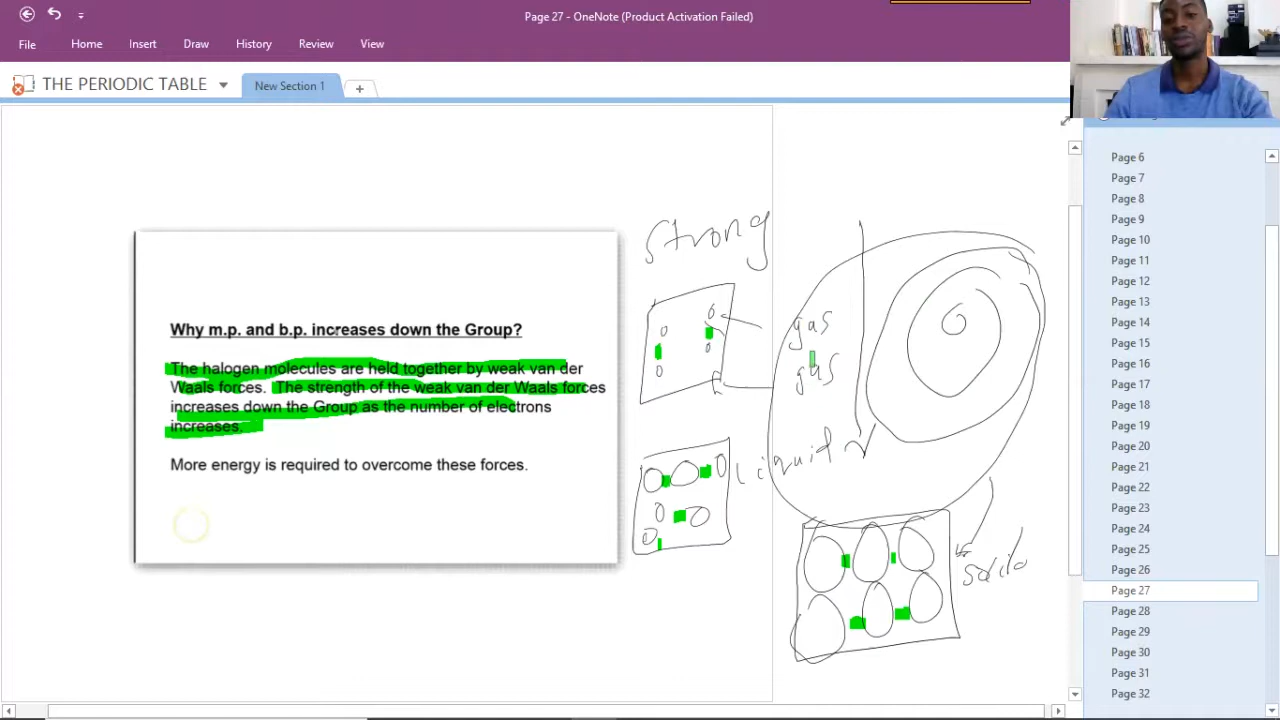 Page 27 - OneNote (Product Activation Failed)
File Home Insert Draw History Review View
THE PERIODIC TABLE
New Section 1
Page 6
Page 7
Page 8
Page 9
Page 10
Page 11
Page 12
Page 13
Page 14
Page 15
Page 16
Page 17
Page 18
Page 19
Page 20
Page 21
Page 22
Page 23
Page 24
Page 25
Page 26
Page 27
Page 28
Page 29
Page 30
Page 31
Page 32
Why m.p. and b.p. increases down the Group?
The halogen molecules are held together by weak van der
Waals forces. The strength of the weak van der Waals forces
increases down the Group as the number of electrons
increases.
More energy is required to overcome these forces.
Strong
gas
gas
liquid
solid